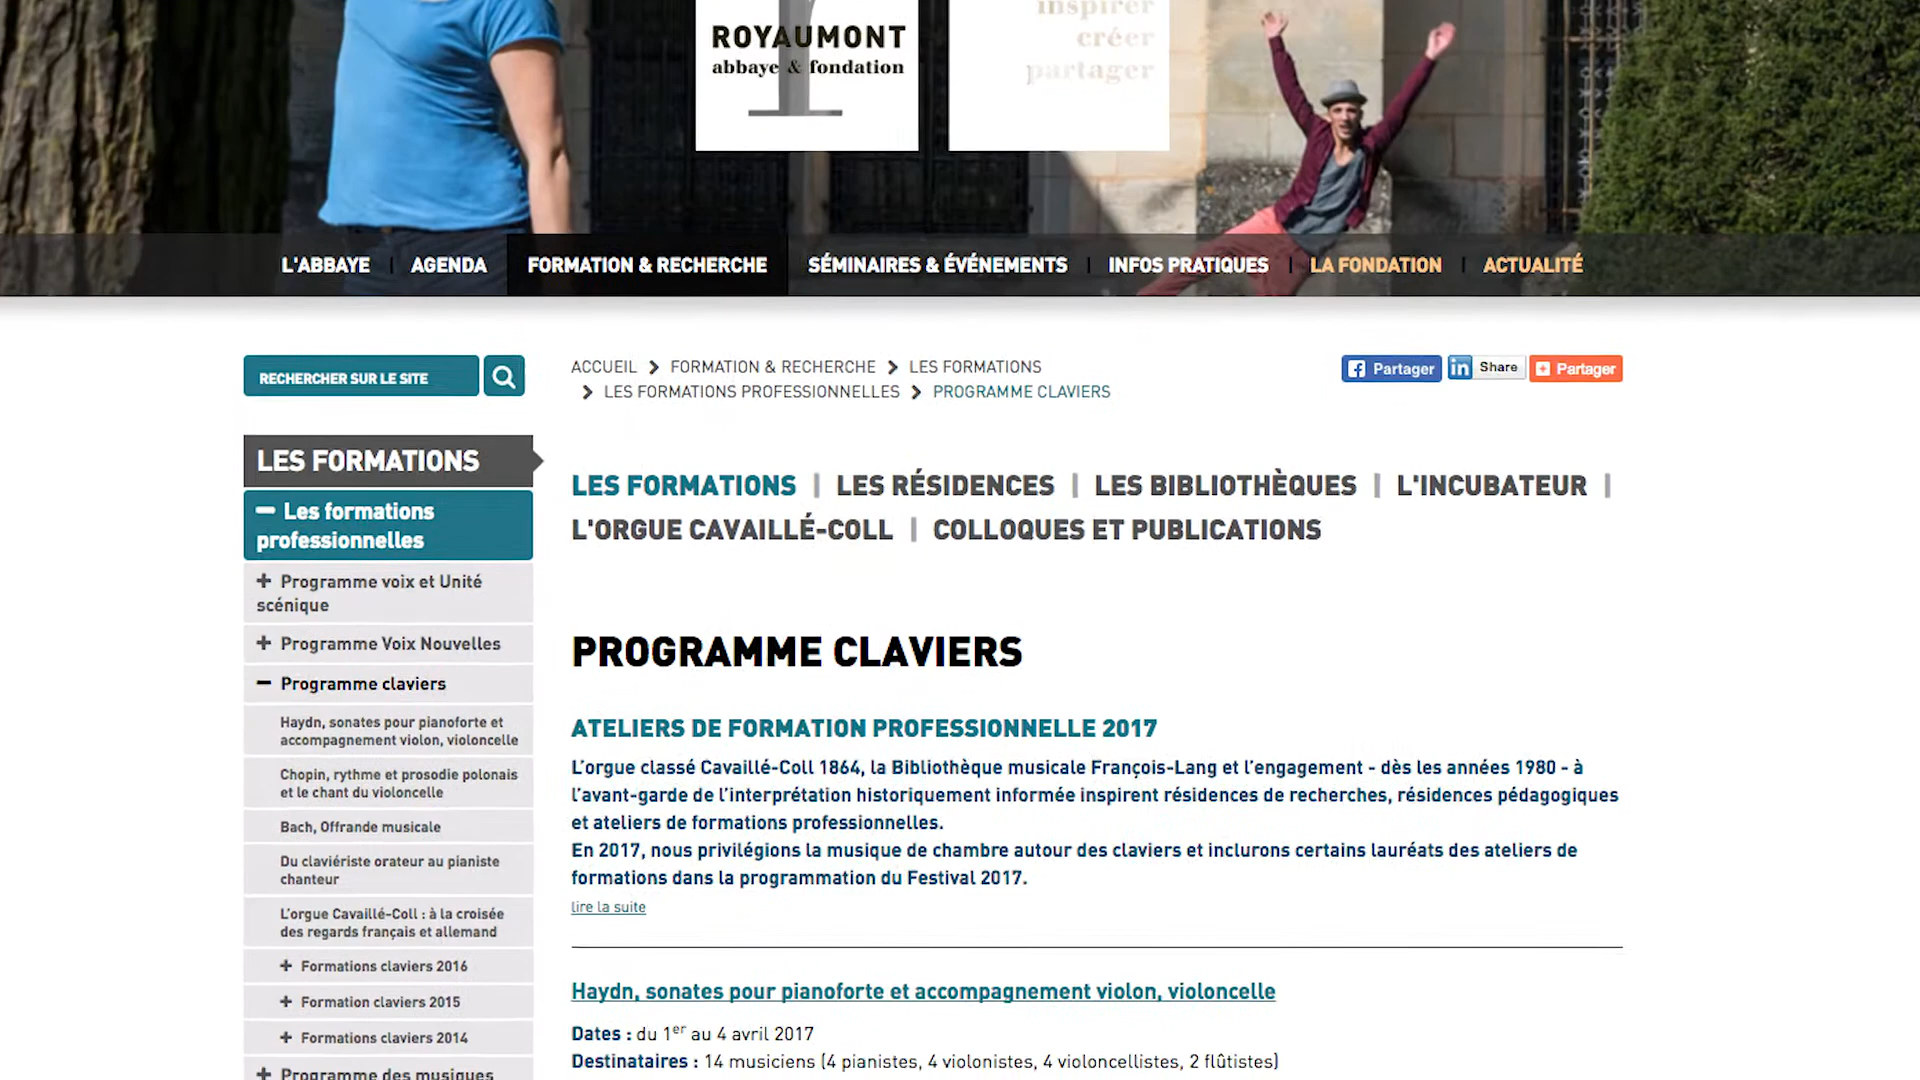 ROYAUMONT
abbaye & fondation
inspirer
créer
partager
L'ABBAYE
AGENDA
FORMATION & RECHERCHE
SÉMINAIRES & ÉVÉNEMENTS
INFOS PRATIQUES
LA FONDATION
ACTUALITÉ
RECHERCHER SUR LE SITE
ACCUEIL > FORMATION & RECHERCHE > LES FORMATIONS
> LES FORMATIONS PROFESSIONNELLES > PROGRAMME CLAVIERS
Partager
in Share
Partager
LES FORMATIONS
Les formations
professionnelles
+ Programme voix et Unité
scénique
+ Programme Voix Nouvelles
– Programme claviers
Haydn, sonates pour pianoforte et
accompagnement violon, violoncelle
Chopin, rythme et prosodie polonais
et le chant du violoncelle
Bach, Offrande musicale
Du claviériste orateur au pianiste
chanteur
L'orgue Cavaillé-Coll : à la croisée
des regards français et allemand
+ Formations claviers 2016
+ Formation claviers 2015
+ Formations claviers 2014
+ Programme des musiques
LES FORMATIONS | LES RÉSIDENCES | LES BIBLIOTHÈQUES | L'INCUBATEUR |
L'ORGUE CAVAILLÉ-COLL | COLLOQUES ET PUBLICATIONS
PROGRAMME CLAVIERS
ATELIERS DE FORMATION PROFESSIONNELLE 2017
L'orgue classé Cavaillé-Coll 1864, la Bibliothèque musicale François-Lang et l'engagement - dès les années 1980 - à
l'avant-garde de l'interprétation historiquement informée inspirent résidences de recherches, résidences pédagogiques
et ateliers de formations professionnelles.
En 2017, nous privilégions la musique de chambre autour des claviers et inclurons certains lauréats des ateliers de
formations dans la programmation du Festival 2017.
lire la suite
Haydn, sonates pour pianoforte et accompagnement violon, violoncelle
Dates : du 1er au 4 avril 2017
Destinataires : 14 musiciens (4 pianistes, 4 violonistes, 4 violoncellistes, 2 flûtistes)